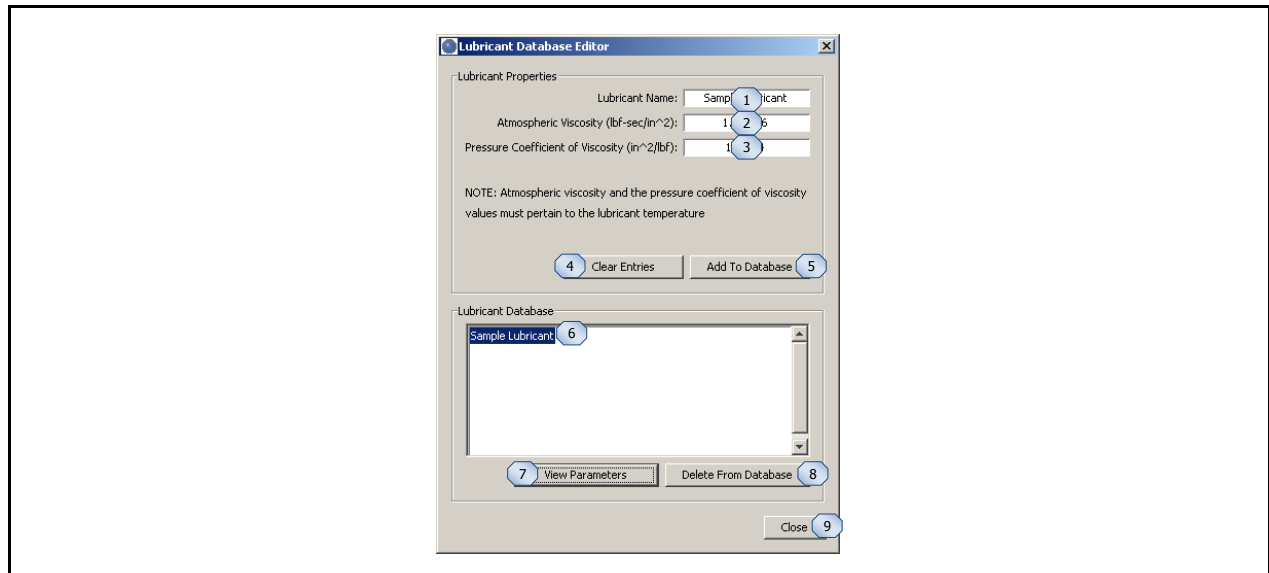 Lubricant Database Editor
Lubricant Properties
Lubricant Name:
1
Atmospheric Viscosity (lbf-sec/in^2):
2
Pressure Coefficient of Viscosity (in^2/lbf):
3
NOTE: Atmospheric viscosity and the pressure coefficient of viscosity
values must pertain to the lubricant temperature
4 Clear Entries
Add To Database 5
Lubricant Database
Sample Lubricant 6
7 View Parameters
Delete From Database 8
Close 9